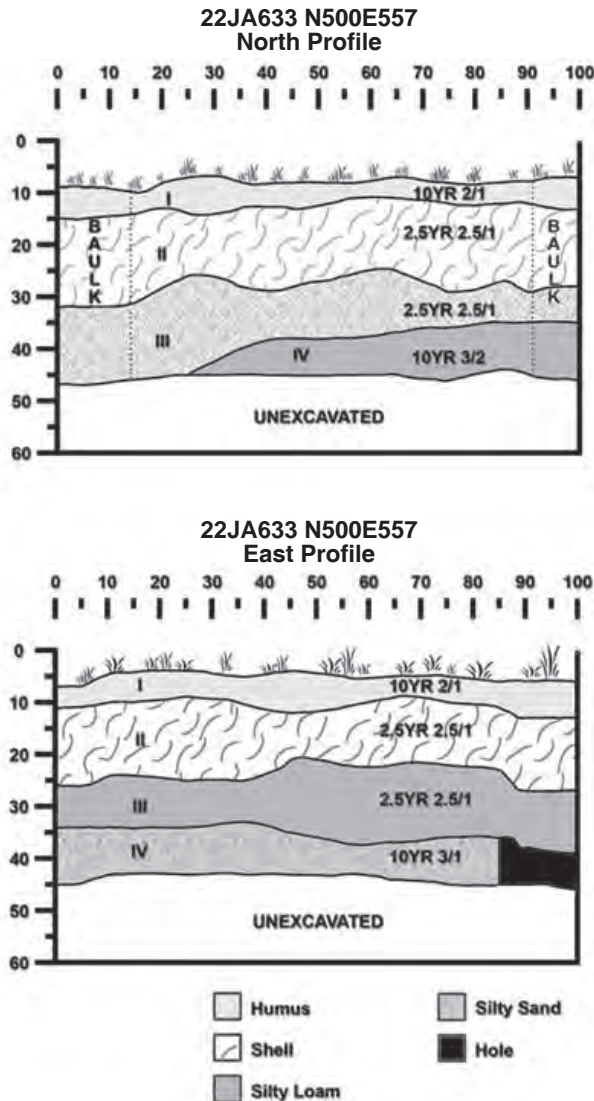 22JA633 N500E557
North Profile
0 10 20 30 40 50 60 70 80 90 100
0
10
20
30
40
50
60
I
10YR 2/1
BAULK
II
2.5YR 2.5/1
BAULK
2.5YR 2.5/1
III
IV
10YR 3/2
UNEXCAVATED
22JA633 N500E557
East Profile
0 10 20 30 40 50 60 70 80 90 100
0
10
20
30
40
50
60
I
10YR 2/1
II
2.5YR 2.5/1
III
2.5YR 2.5/1
IV
10YR 3/1
UNEXCAVATED
Humus
Shell
Silty Loam
Silty Sand
Hole